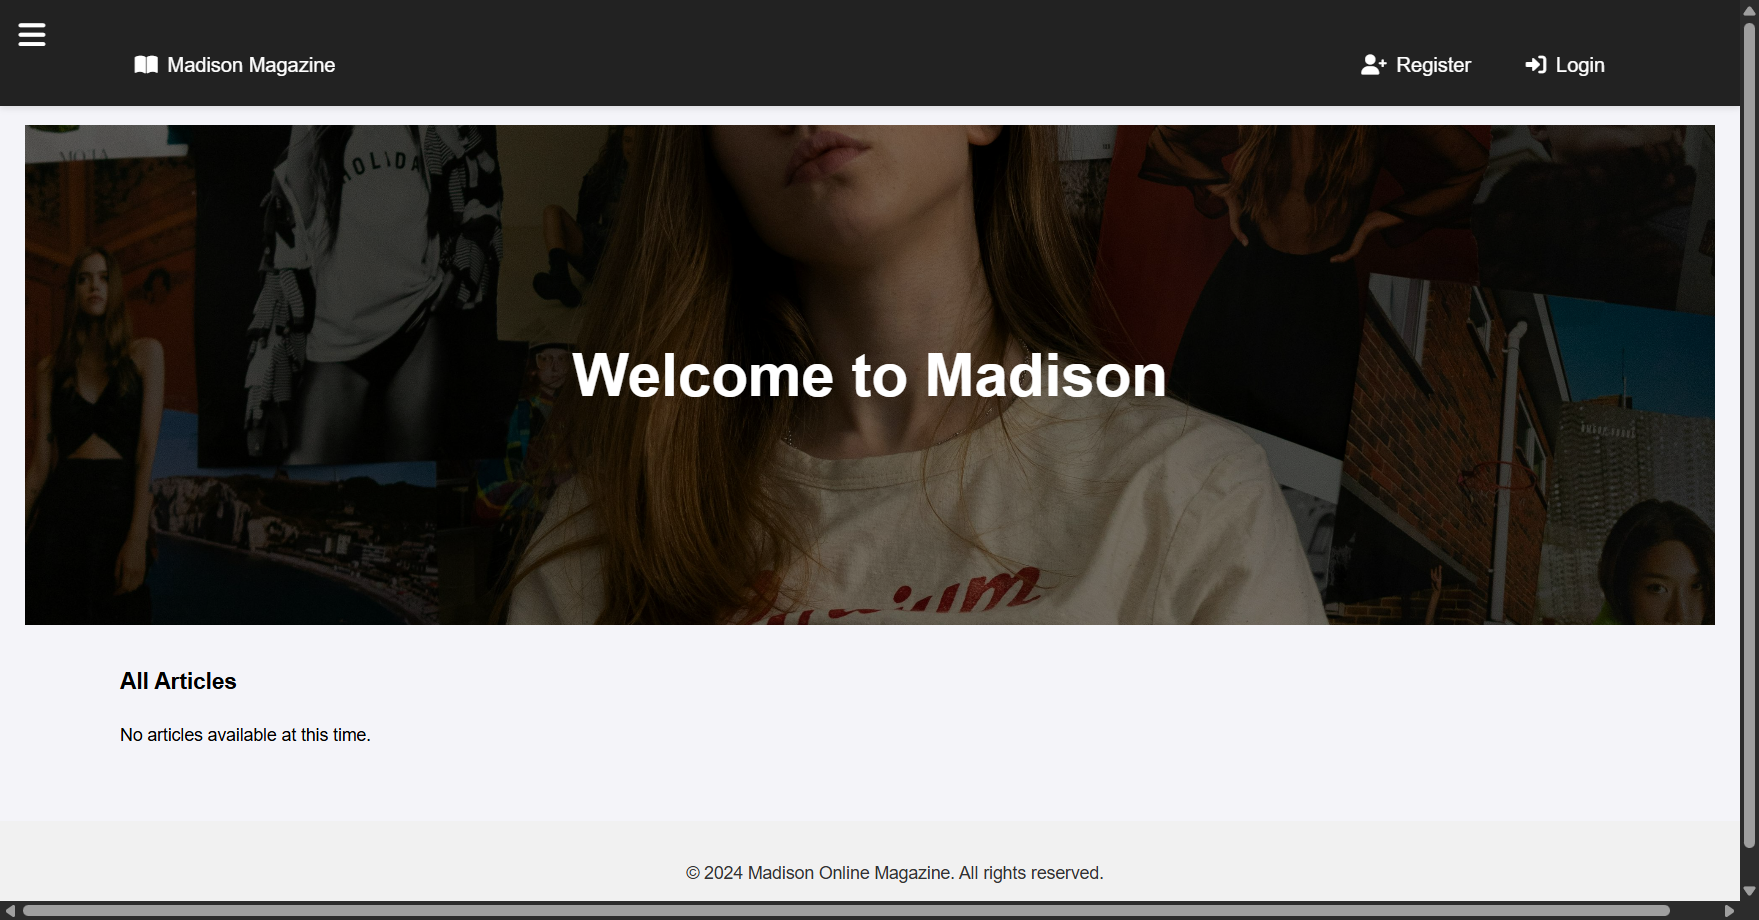 Madison Magazine
Register
Login
HOLIDA
Welcome to Madison
All Articles
No articles available at this time.
© 2024 Madison Online Magazine. All rights reserved.